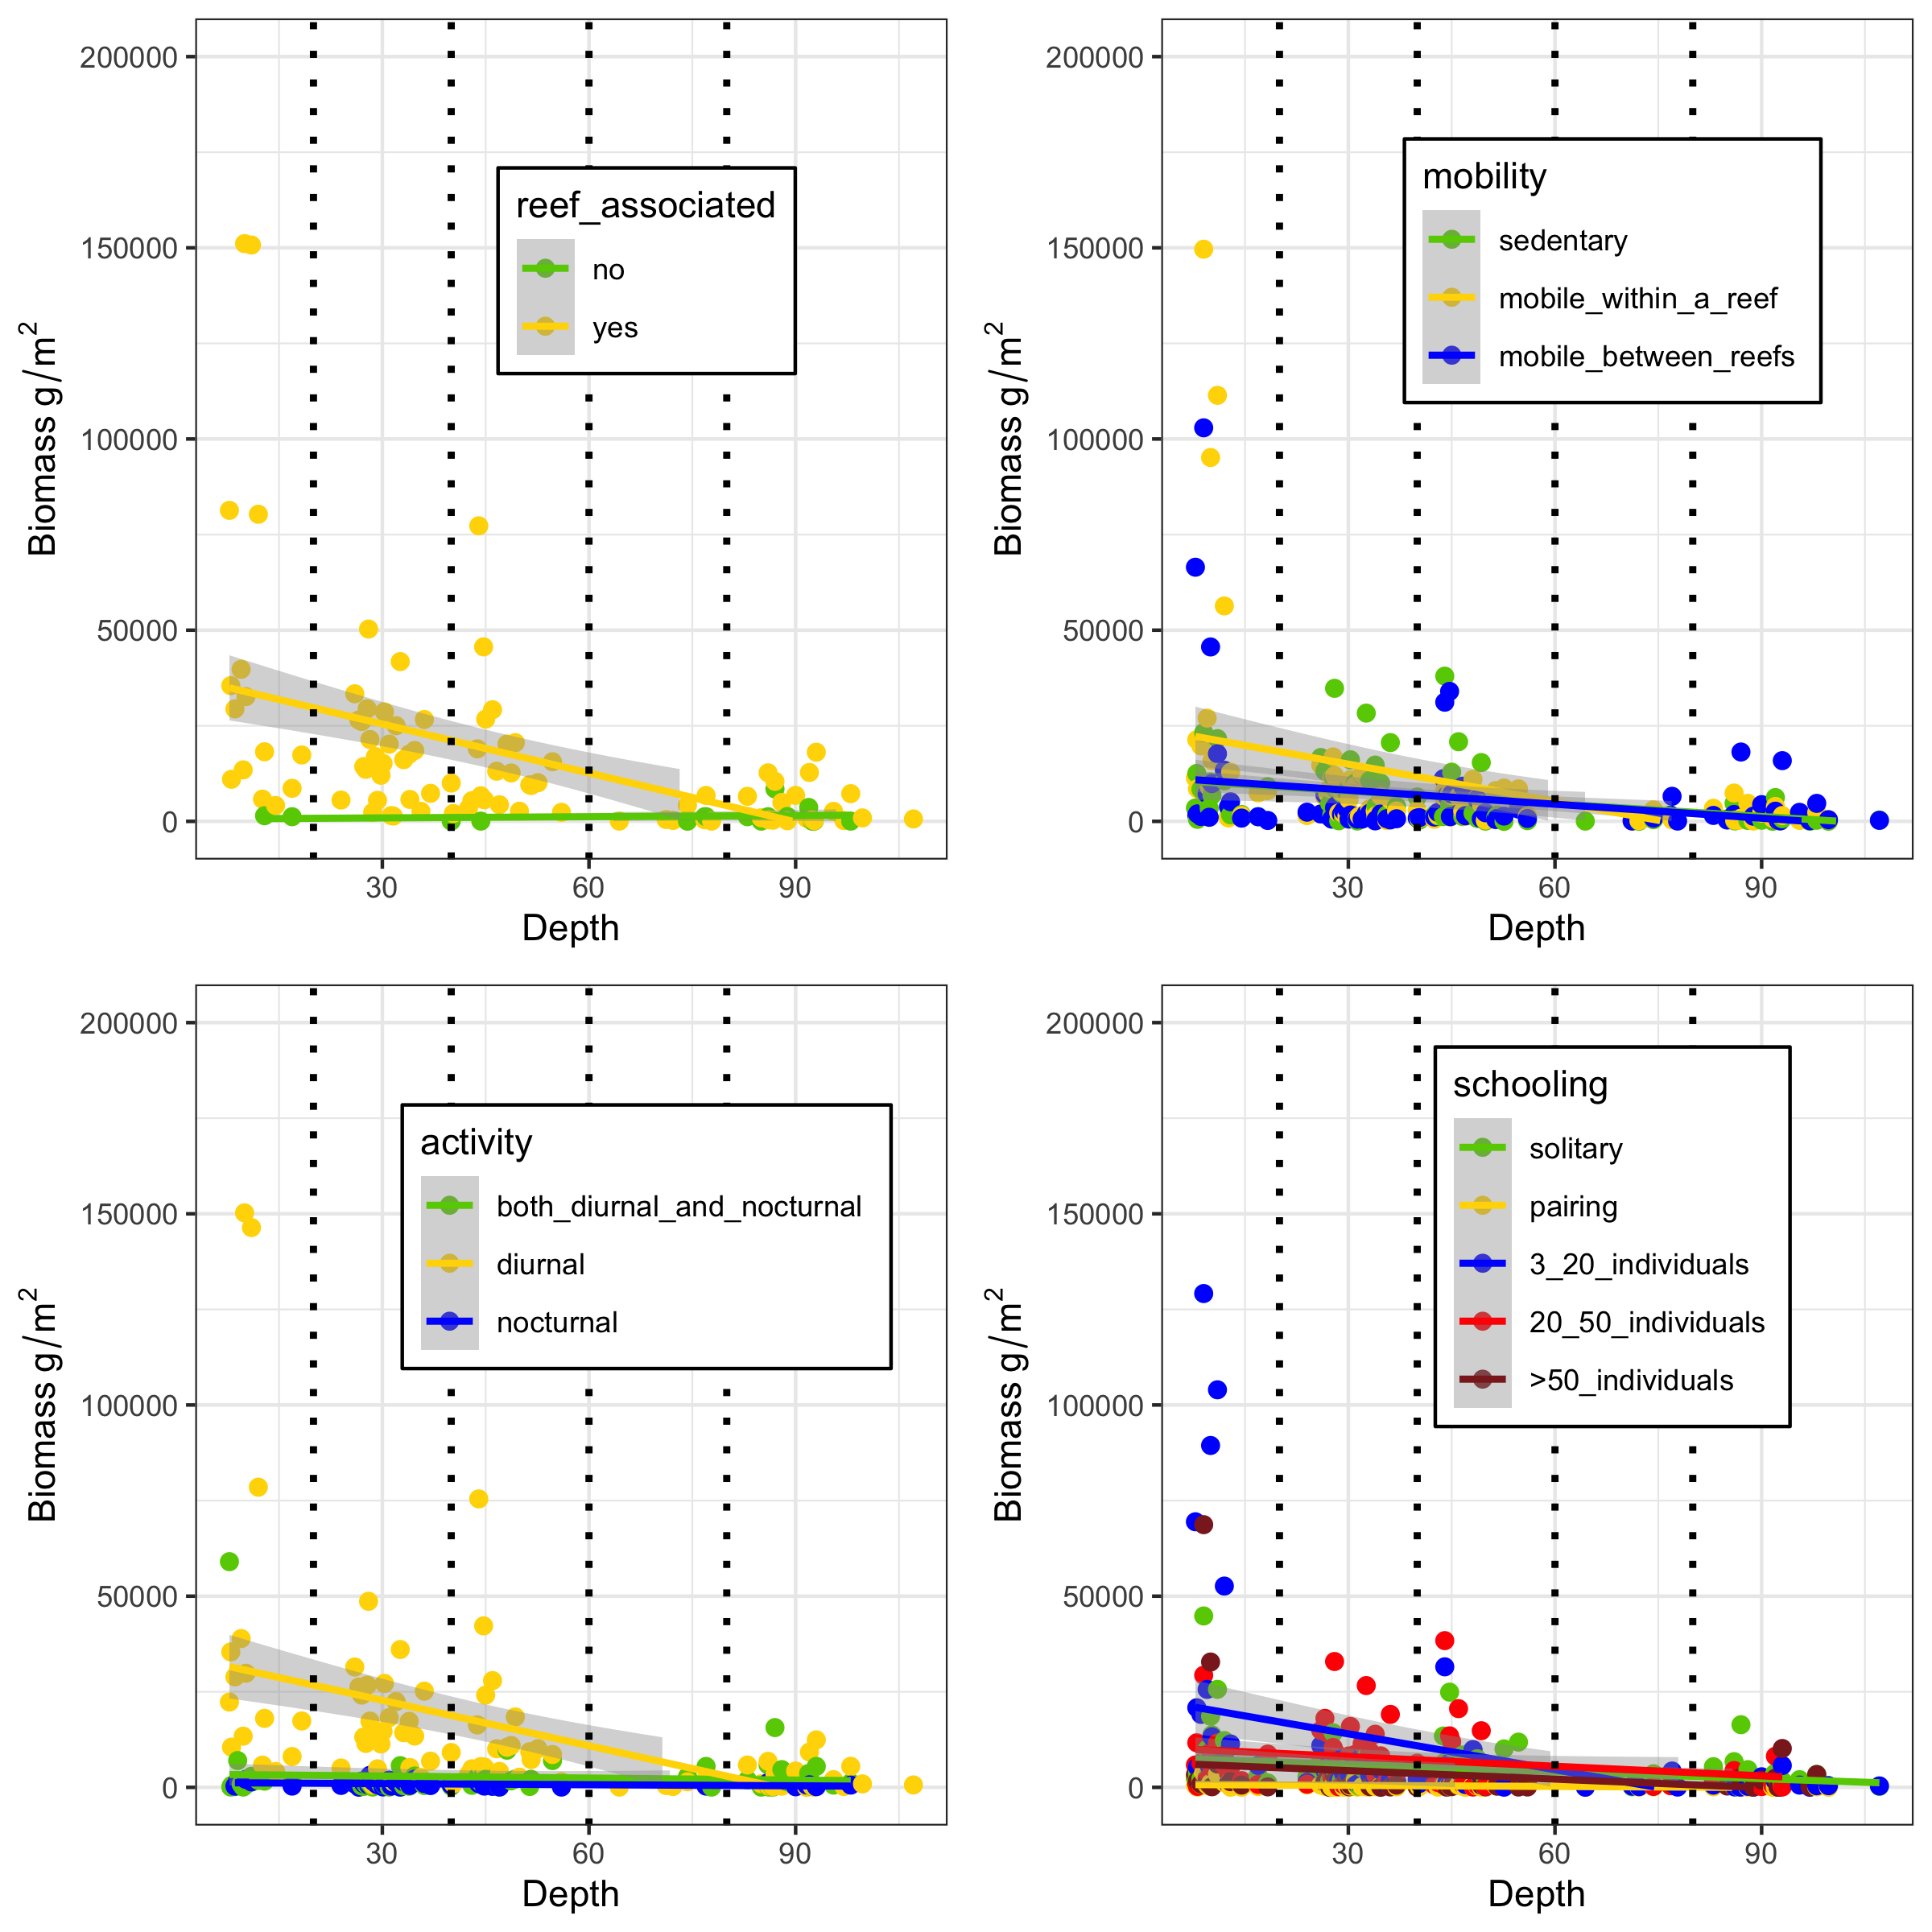 200000
150000
100000
50000
0
Biomass g/m²
30 60 90
Depth
reef_associated
no
yes
200000
150000
100000
50000
0
Biomass g/m²
30 60 90
Depth
mobility
sedentary
mobile_within_a_reef
mobile_between_reefs
200000
150000
100000
50000
0
Biomass g/m²
30 60 90
Depth
activity
both_diurnal_and_nocturnal
diurnal
nocturnal
200000
150000
100000
50000
0
Biomass g/m²
30 60 90
Depth
schooling
solitary
pairing
3_20_individuals
20_50_individuals
>50_individuals